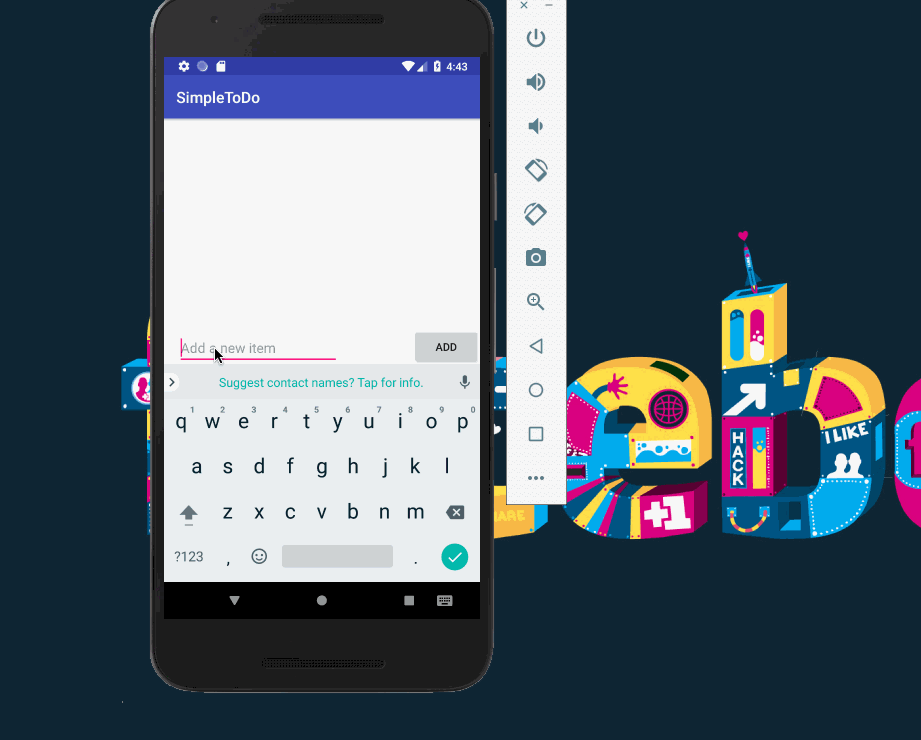 4:43
SimpleToDo
Add a new item
ADD
Suggest contact names? Tap for info.
1 2 3 4 5 6 7 8 9 0
q w e r t y u i o p
a s d f g h j k l
z x c v b n m
?123 , .
I LIKE
HACK
+1